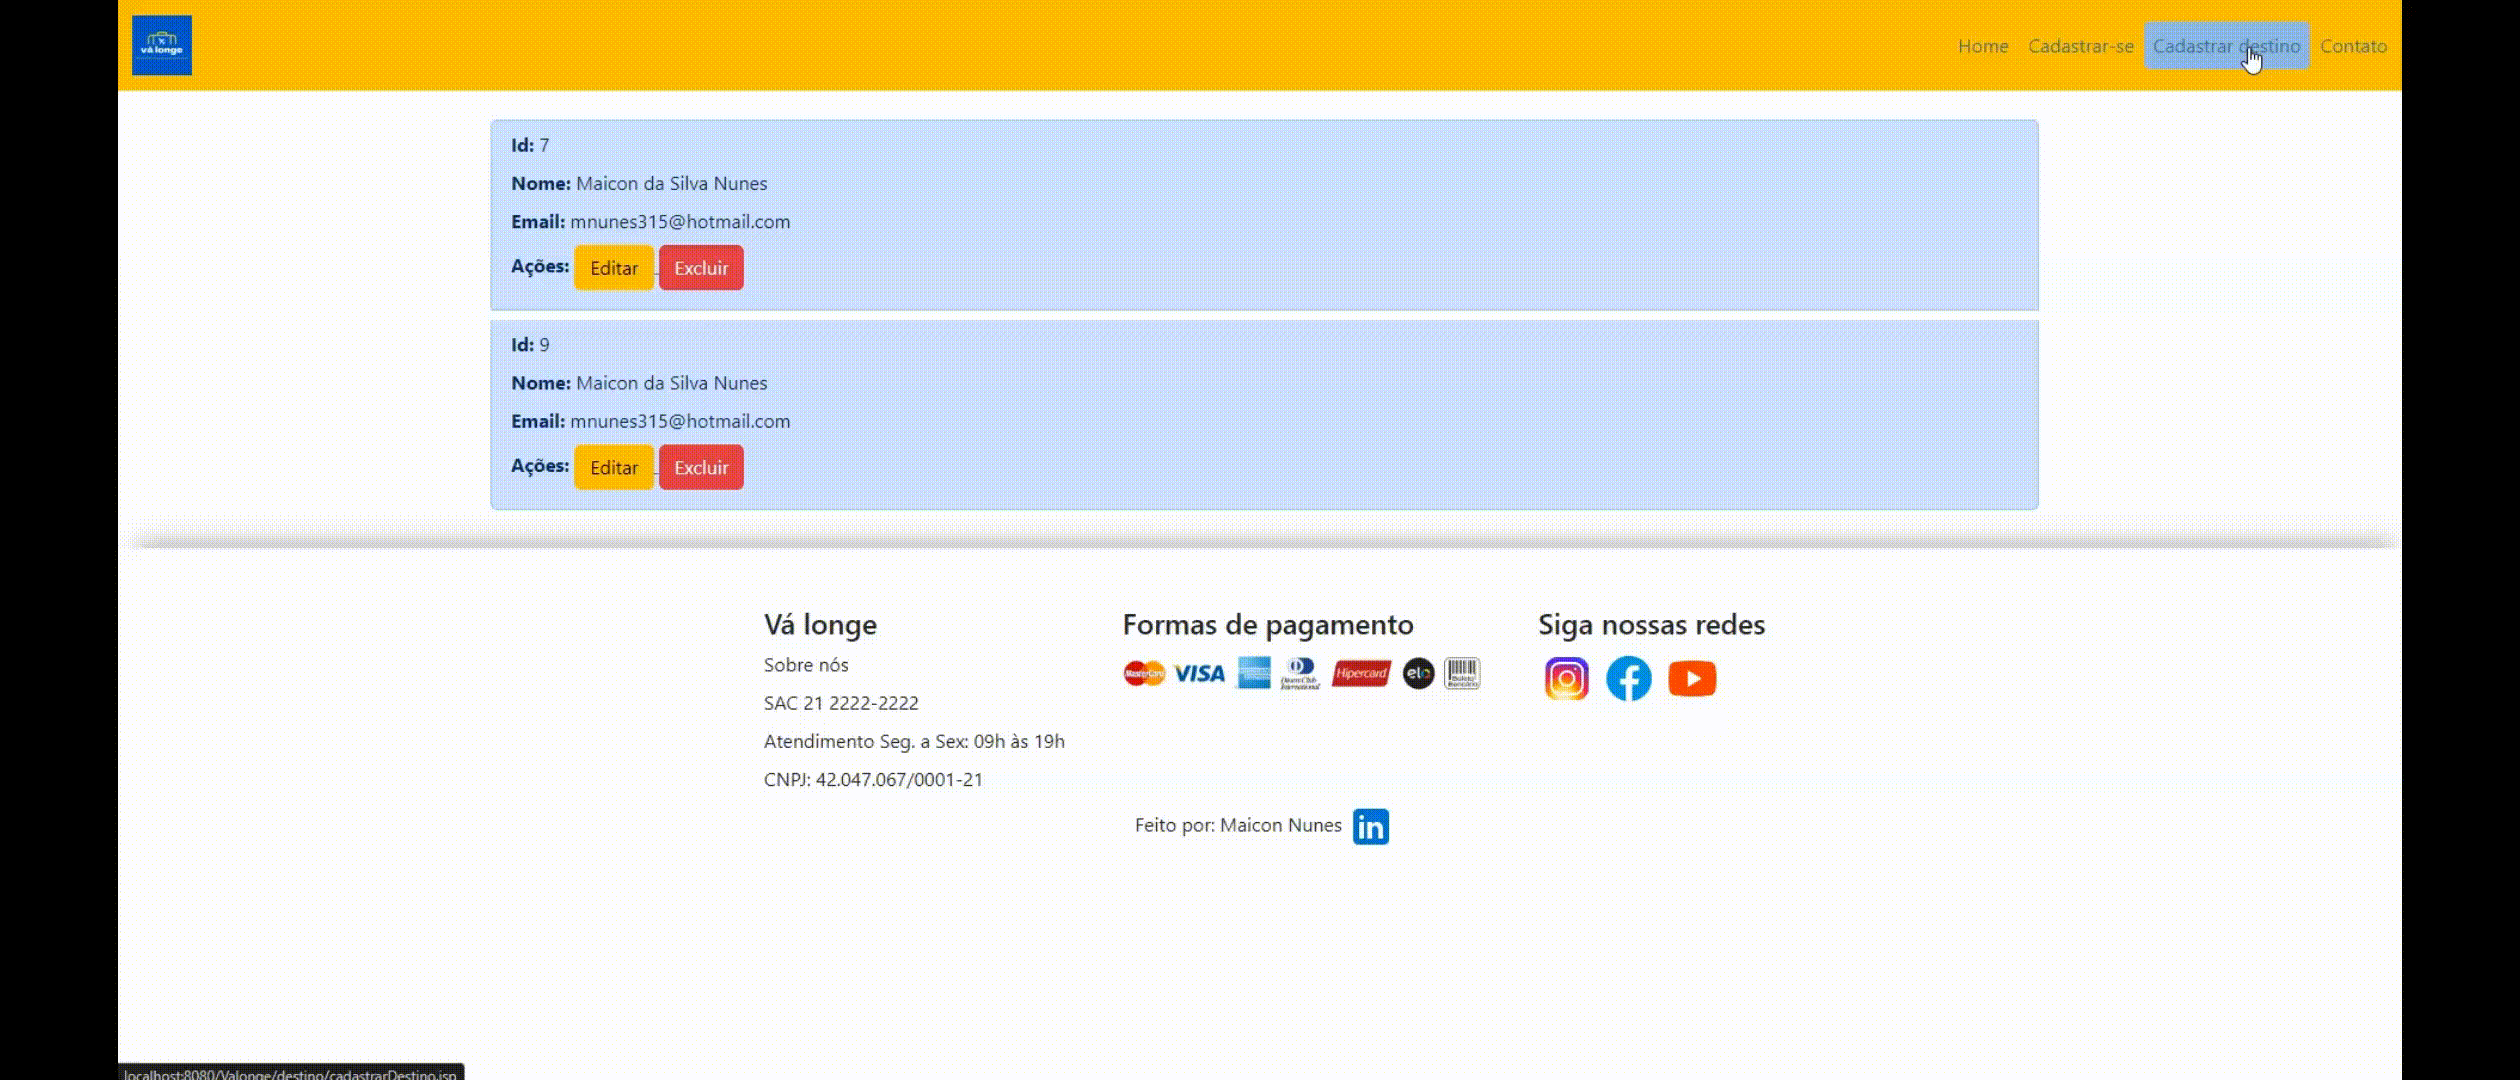 vá longe
Home Cadastrar-se Cadastrar destino Contato
Id: 7
Nome: Maicon da Silva Nunes
Email: mnunes315@hotmail.com
Ações: Editar Excluir
Id: 9
Nome: Maicon da Silva Nunes
Email: mnunes315@hotmail.com
Ações: Editar Excluir
Vá longe
Formas de pagamento
Siga nossas redes
Sobre nós
MasterCard VISA Diners Club International Hipercard elo Boleto Bancário
SAC 21 2222-2222
Atendimento Seg. a Sex: 09h às 19h
CNPJ: 42.047.067/0001-21
Feito por: Maicon Nunes in
localhost:8080/Valonge/destino/cadastrarDestino.jsp